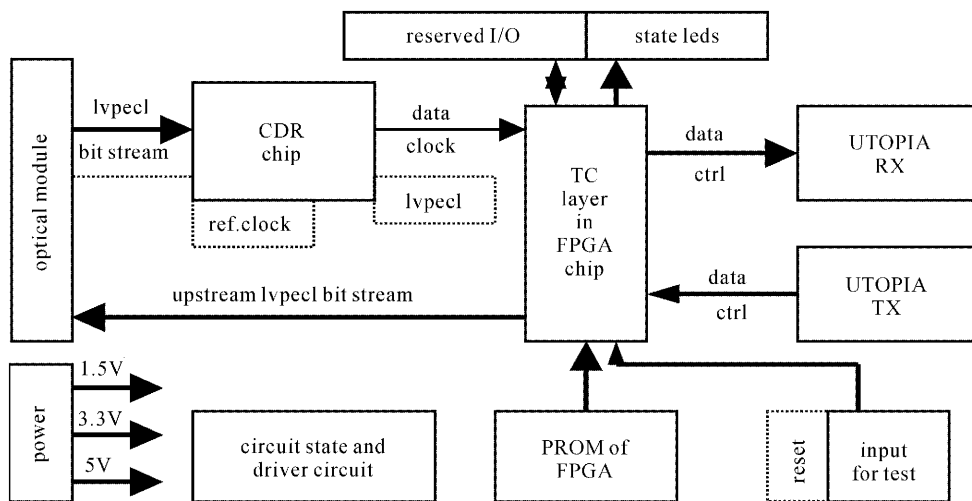 reserved I/O
state leds
optical module
lvpecl
bit stream
CDR
chip
ref.clock
data
clock
lvpecl
TC
layer
in
FPGA
chip
data
ctrl
UTOPIA
RX
upstream lvpecl bit stream
data
ctrl
UTOPIA
TX
power
1.5V
3.3V
5V
circuit state and
driver circuit
PROM of
FPGA
reset
input
for test